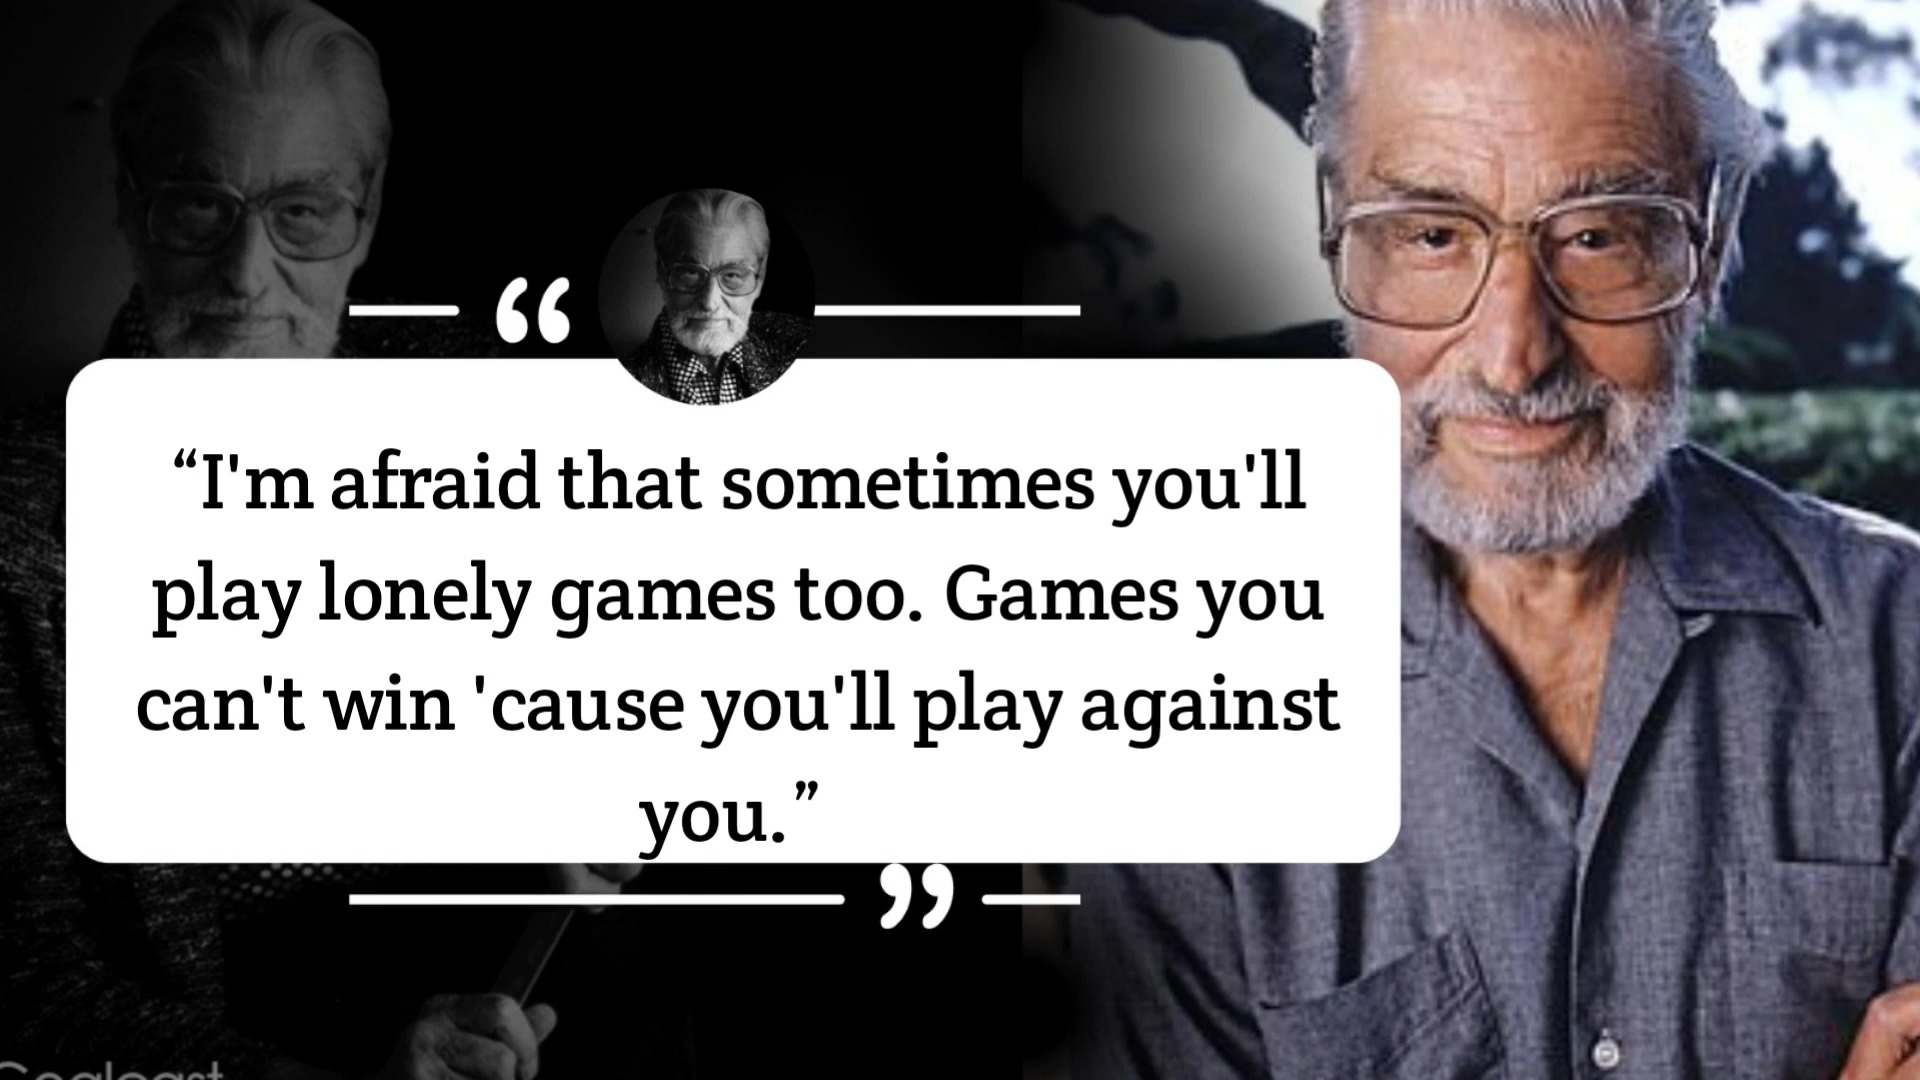 “I'm afraid that sometimes you'll
play lonely games too. Games you
can't win 'cause you'll play against
you.”